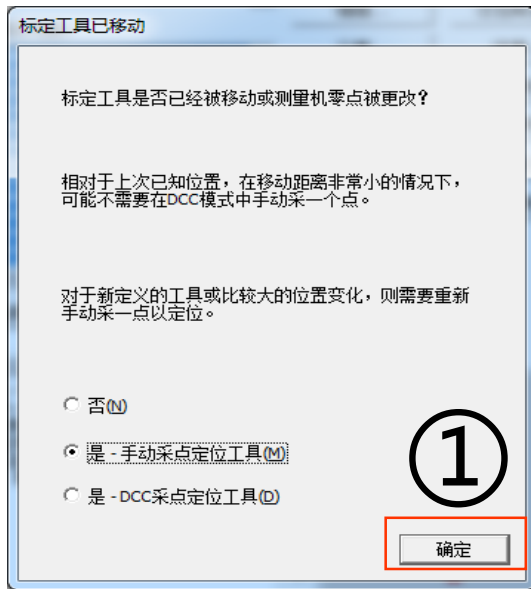 标定工具已移动
标定工具是否已经被移动或测量机零点被更改?
相对于上次已知位置，在移动距离非常小的情况下，
可能不需要在DCC模式中手动采一个点。
对于新定义的工具或比较大的位置变化，则需要重新
手动采一点以定位。
否(N)
是 - 手动采点定位工具(M)
是 - DCC采点定位工具(D)
①
确定